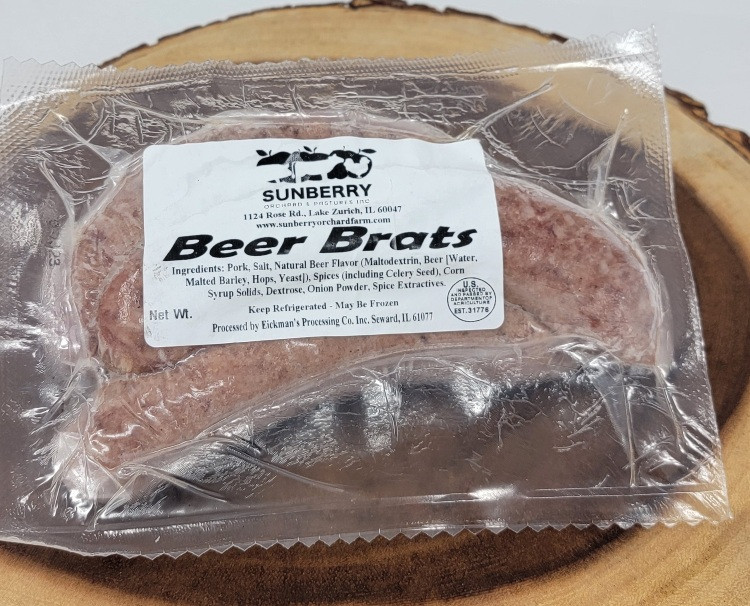 SUNBERRY
ORCHARD & PASTURES INC
1124 Rose Rd., Lake Zurich, IL 60047
www.sunberryorchardfarm.com
Beer Brats
Ingredients: Pork, Salt, Natural Beer Flavor (Maltodextrin, Beer [Water,
Malted Barley, Hops, Yeast]), Spices (including Celery Seed), Corn
Syrup Solids, Dextrose, Onion Powder, Spice Extractives.
Net Wt.
Keep Refrigerated - May Be Frozen
Processed by Eickman's Processing Co. Inc. Seward, IL 61077
U.S.
INSPECTED
AND PASSED BY
DEPARTMENT OF
AGRICULTURE
EST. 31776